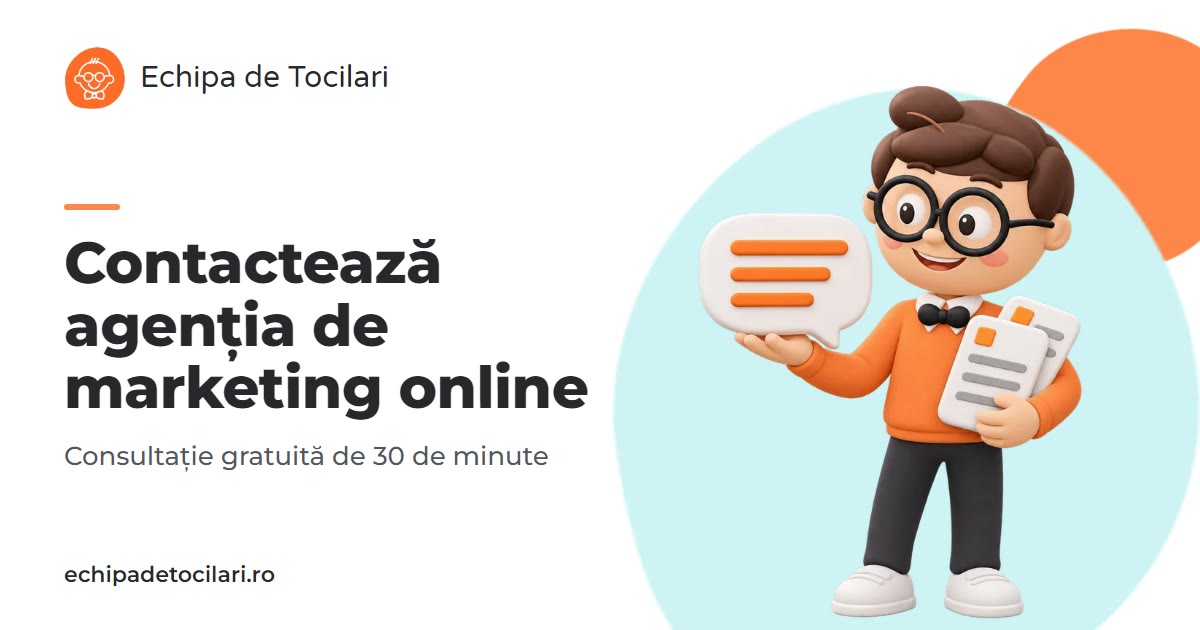 Echipa de Tocilari
Contactează
agenția de
marketing online
Consultație gratuită de 30 de minute
echipadetocilari.ro